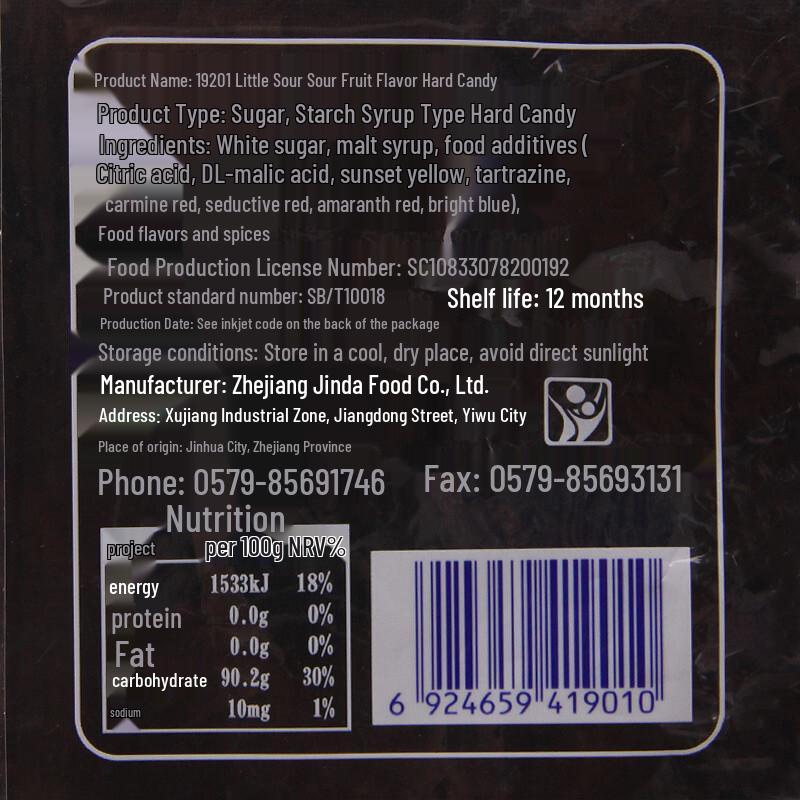 Product Name: 19201 Little Sour Sour Fruit Flavor Hard Candy
Product Type: Sugar, Starch Syrup Type Hard Candy
Ingredients: White sugar, malt syrup, food additives (
Citric acid, DL-malic acid, sunset yellow, tartrazine,
carmine red, seductive red, amaranth red, bright blue),
Food flavors and spices
Food Production License Number: SC10833078200192
Product standard number: SB/T10018 Shelf life: 12 months
Production Date: See inkjet code on the back of the package
Storage conditions: Store in a cool, dry place, avoid direct sunlight
Manufacturer: Zhejiang Jinda Food Co., Ltd.
Address: Xujiang Industrial Zone, Jiangdong Street, Yiwu City
Place of origin: Jinhua City, Zhejiang Province
Phone: 0579-85691746 Fax: 0579-85693131
Nutrition
project per 100g NRV%
energy 1533kJ 18%
protein 0.0g 0%
Fat 0.0g 0%
carbohydrate 90.2g 30%
sodium 10mg 1%
6 924659 419010